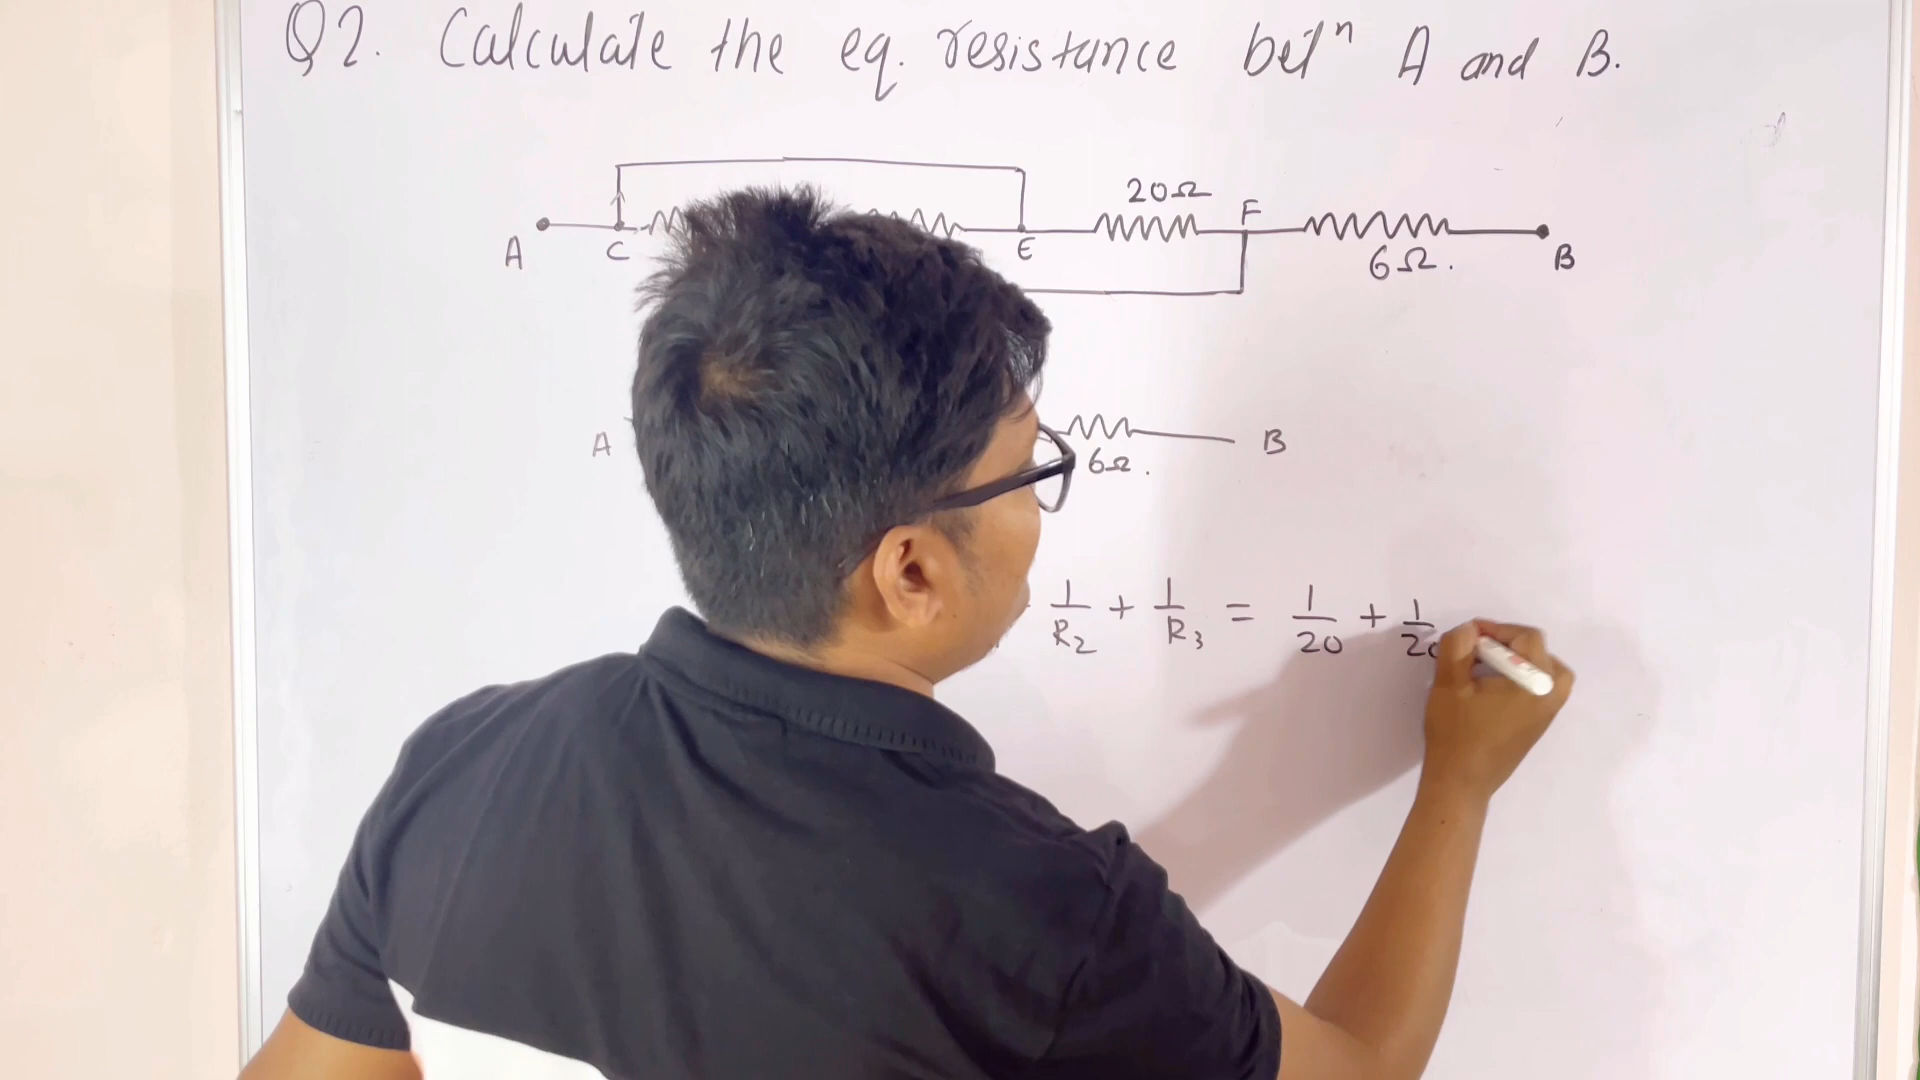 Q2. Calculate the eq. resistance betⁿ A and B.
20Ω
A C E F 6Ω. B
A 6Ω. B
1/R₂ + 1/R₃ = 1/20 + 1/20